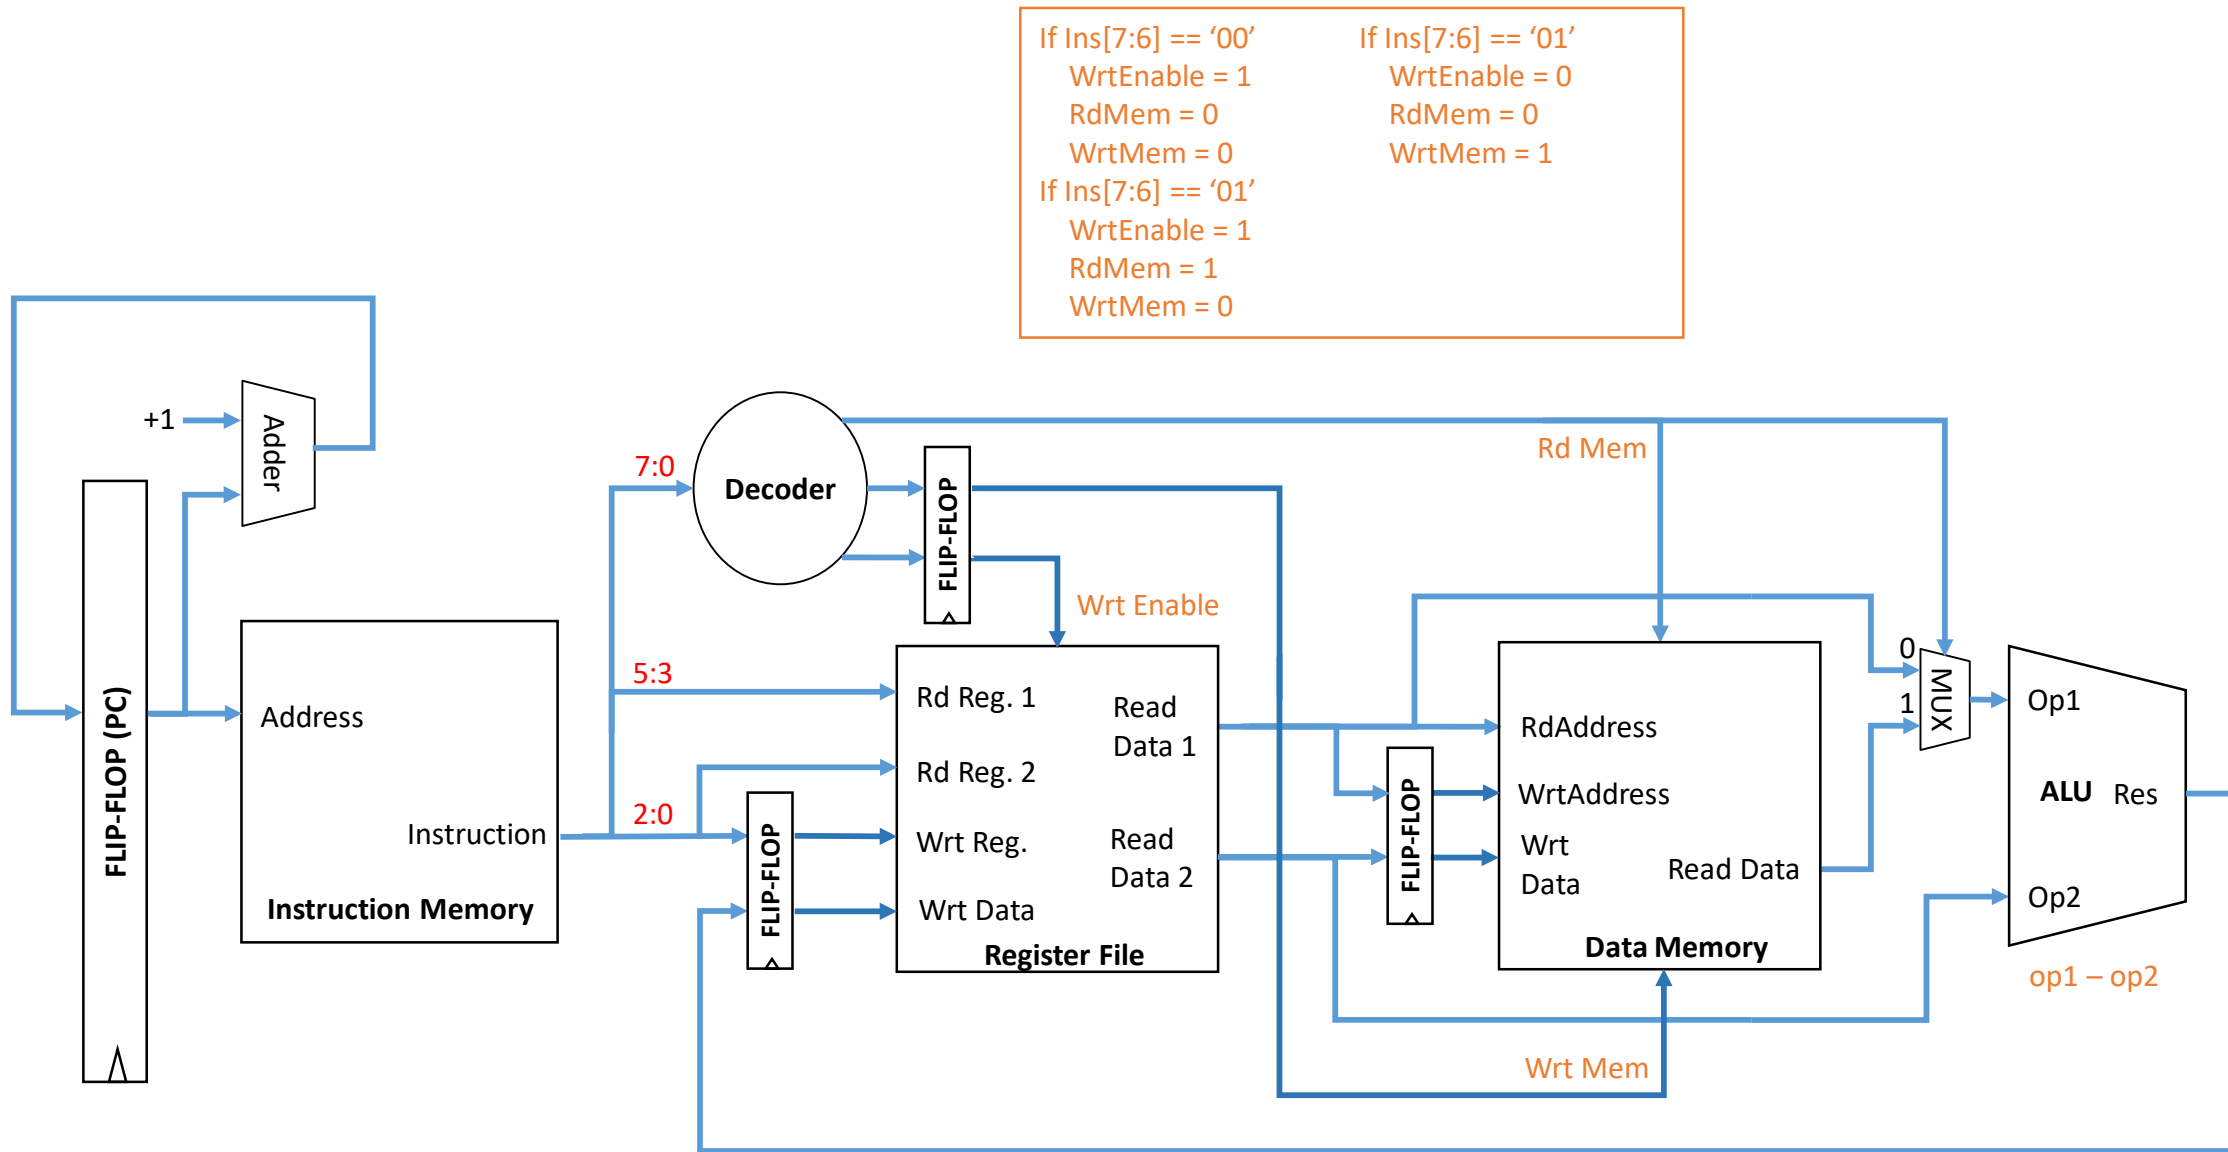 If Ins[7:6] == ‘00’
WrtEnable = 1
RdMem = 0
WrtMem = 0
If Ins[7:6] == ‘01’
WrtEnable = 1
RdMem = 1
WrtMem = 0
If Ins[7:6] == ‘01’
WrtEnable = 0
RdMem = 0
WrtMem = 1
+1
Adder
FLIP-FLOP (PC)
Address
Instruction
Instruction Memory
7:0
5:3
2:0
Decoder
FLIP-FLOP
Wrt Enable
FLIP-FLOP
Rd Reg. 1
Rd Reg. 2
Wrt Reg.
Wrt Data
Read
Data 1
Read
Data 2
Register File
FLIP-FLOP
Rd Mem
RdAddress
WrtAddress
Wrt
Data
Read Data
Data Memory
Wrt Mem
0
1
MUX
Op1
ALU
Res
Op2
op1 – op2